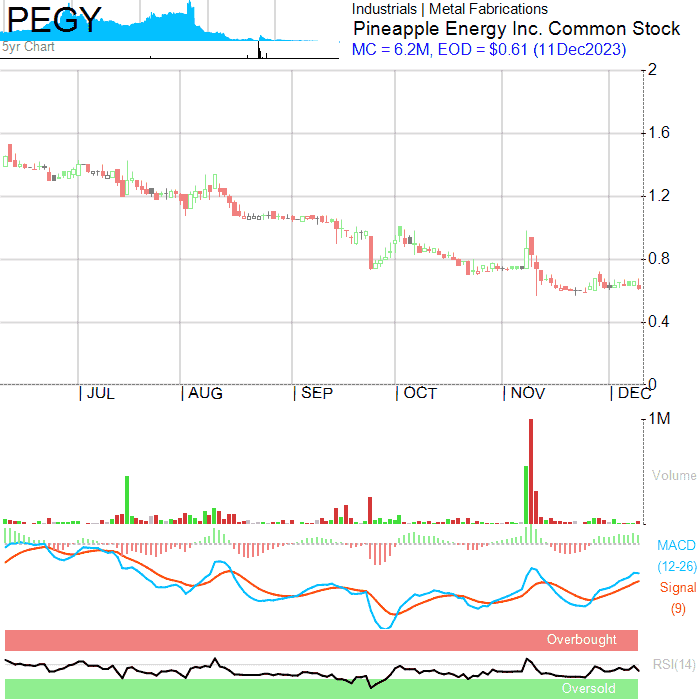 PEGY
5yr Chart
Industrials | Metal Fabrications
Pineapple Energy Inc. Common Stock
MC = 6.2M, EOD = $0.61 (11Dec2023)
2
1.6
1.2
0.8
0.4
0
| JUL | AUG | SEP | OCT | NOV | DEC
1M
Volume
MACD
(12-26)
Signal
(9)
Overbought
RSI(14)
Oversold